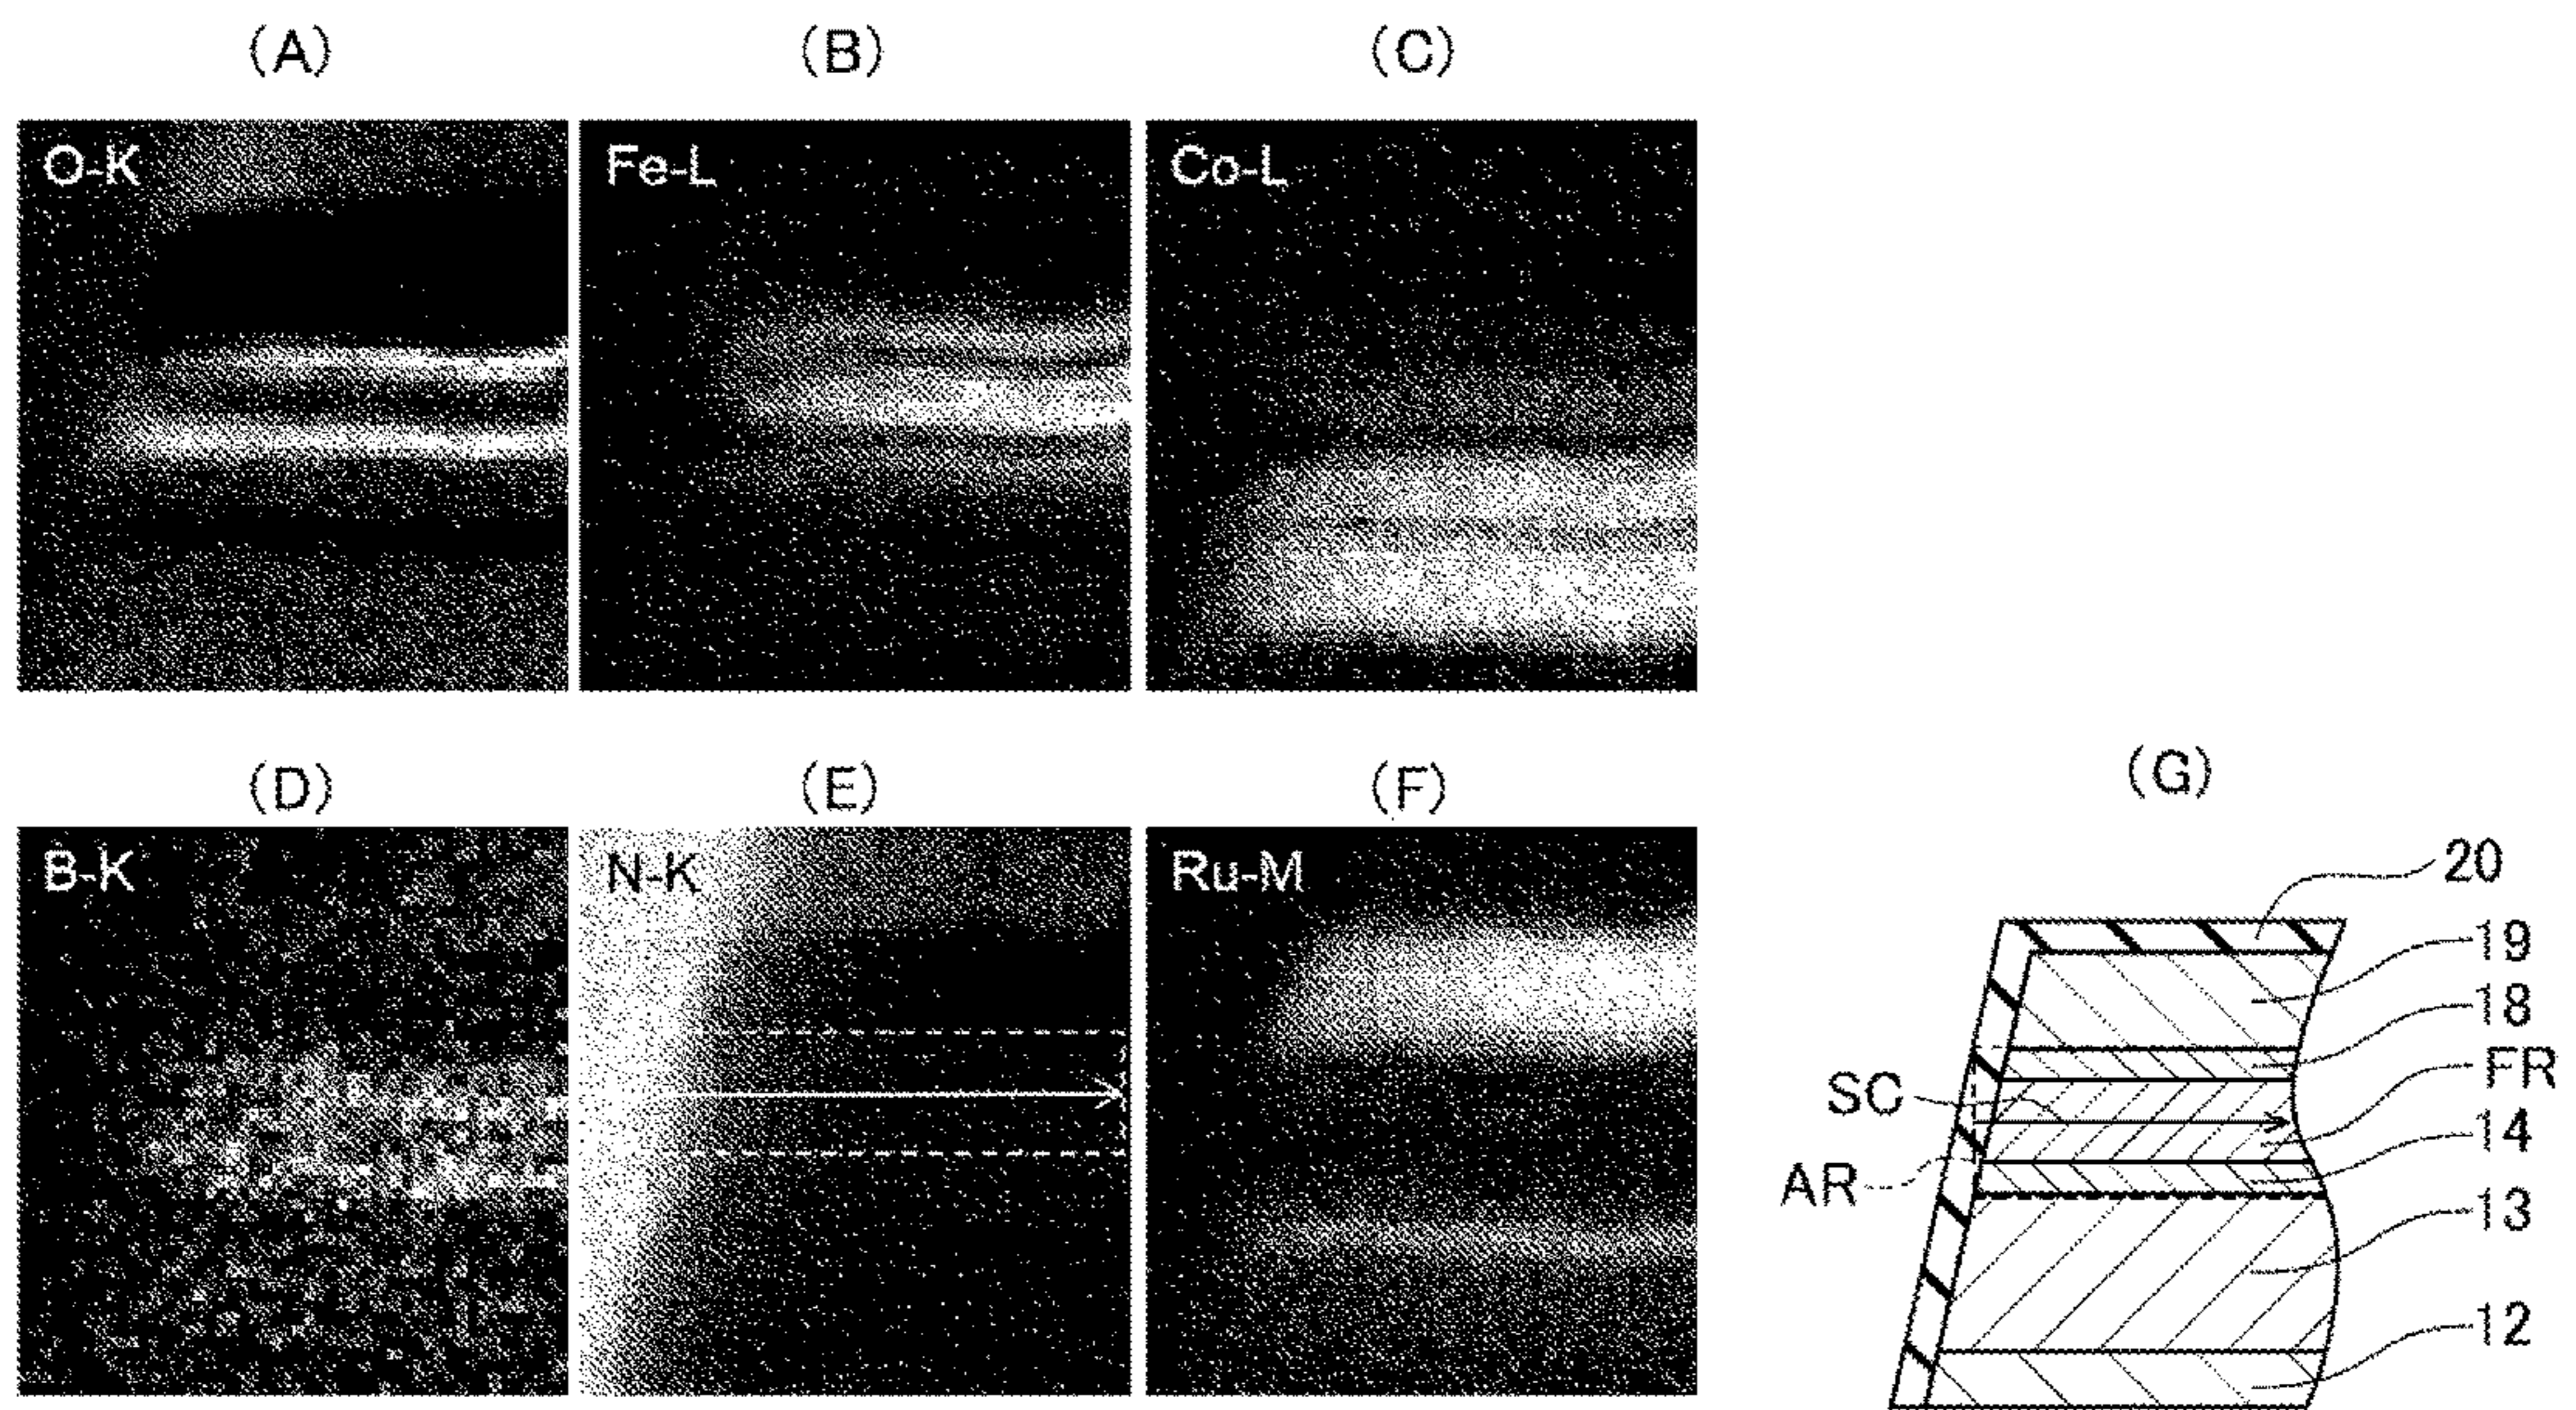 (A) (B) (C)
O-K Fe-L Co-L
(D) (E) (F) (G)
B-K N-K Ru-M
20
19
18
FR
SC
14
AR
13
12